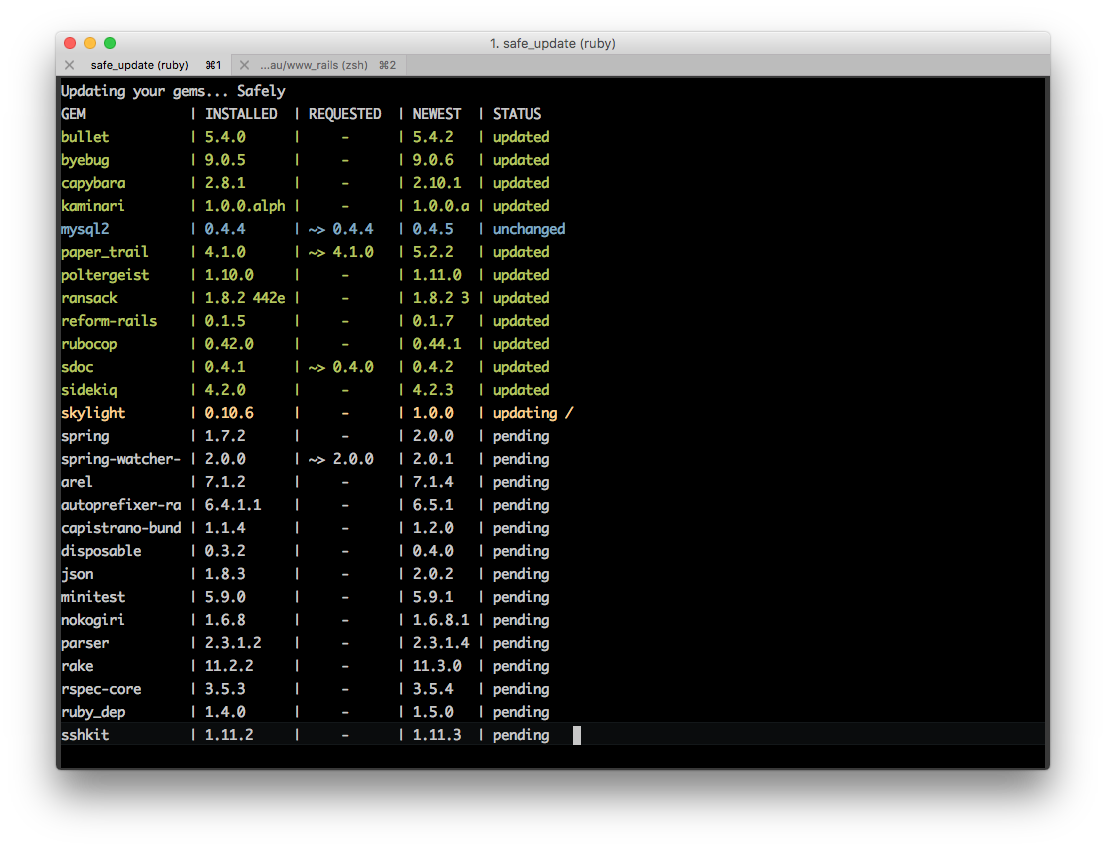 1. safe_update (ruby)
safe_update (ruby) ⌘1 ...au/www_rails (zsh) ⌘2
Updating your gems... Safely
GEM | INSTALLED | REQUESTED | NEWEST | STATUS
bullet | 5.4.0 | - | 5.4.2 | updated
byebug | 9.0.5 | - | 9.0.6 | updated
capybara | 2.8.1 | - | 2.10.1 | updated
kaminari | 1.0.0.alph | - | 1.0.0.a | updated
mysql2 | 0.4.4 | ~> 0.4.4 | 0.4.5 | unchanged
paper_trail | 4.1.0 | ~> 4.1.0 | 5.2.2 | updated
poltergeist | 1.10.0 | - | 1.11.0 | updated
ransack | 1.8.2 442e | - | 1.8.2 3 | updated
reform-rails | 0.1.5 | - | 0.1.7 | updated
rubocop | 0.42.0 | - | 0.44.1 | updated
sdoc | 0.4.1 | ~> 0.4.0 | 0.4.2 | updated
sidekiq | 4.2.0 | - | 4.2.3 | updated
skylight | 0.10.6 | - | 1.0.0 | updating /
spring | 1.7.2 | - | 2.0.0 | pending
spring-watcher- | 2.0.0 | ~> 2.0.0 | 2.0.1 | pending
arel | 7.1.2 | - | 7.1.4 | pending
autoprefixer-ra | 6.4.1.1 | - | 6.5.1 | pending
capistrano-bund | 1.1.4 | - | 1.2.0 | pending
disposable | 0.3.2 | - | 0.4.0 | pending
json | 1.8.3 | - | 2.0.2 | pending
minitest | 5.9.0 | - | 5.9.1 | pending
nokogiri | 1.6.8 | - | 1.6.8.1 | pending
parser | 2.3.1.2 | - | 2.3.1.4 | pending
rake | 11.2.2 | - | 11.3.0 | pending
rspec-core | 3.5.3 | - | 3.5.4 | pending
ruby_dep | 1.4.0 | - | 1.5.0 | pending
sshkit | 1.11.2 | - | 1.11.3 | pending